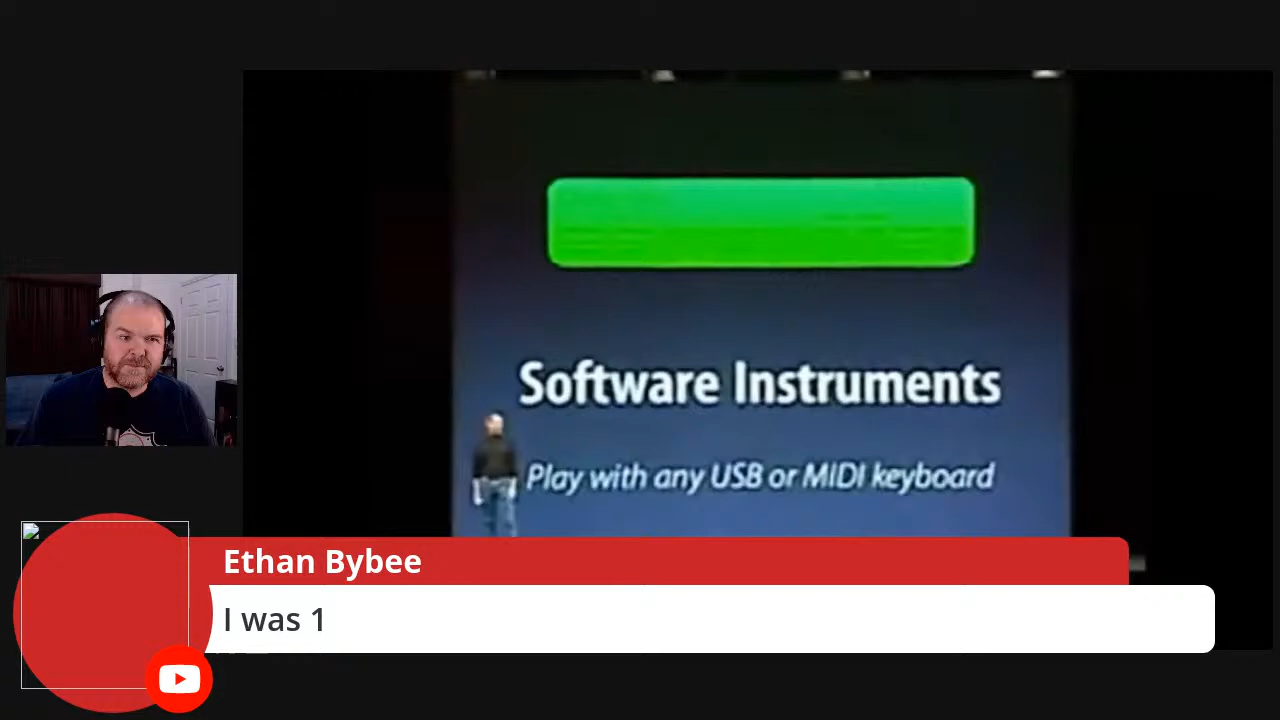 Software Instruments
Play with any USB or MIDI keyboard
Ethan Bybee
I was 1